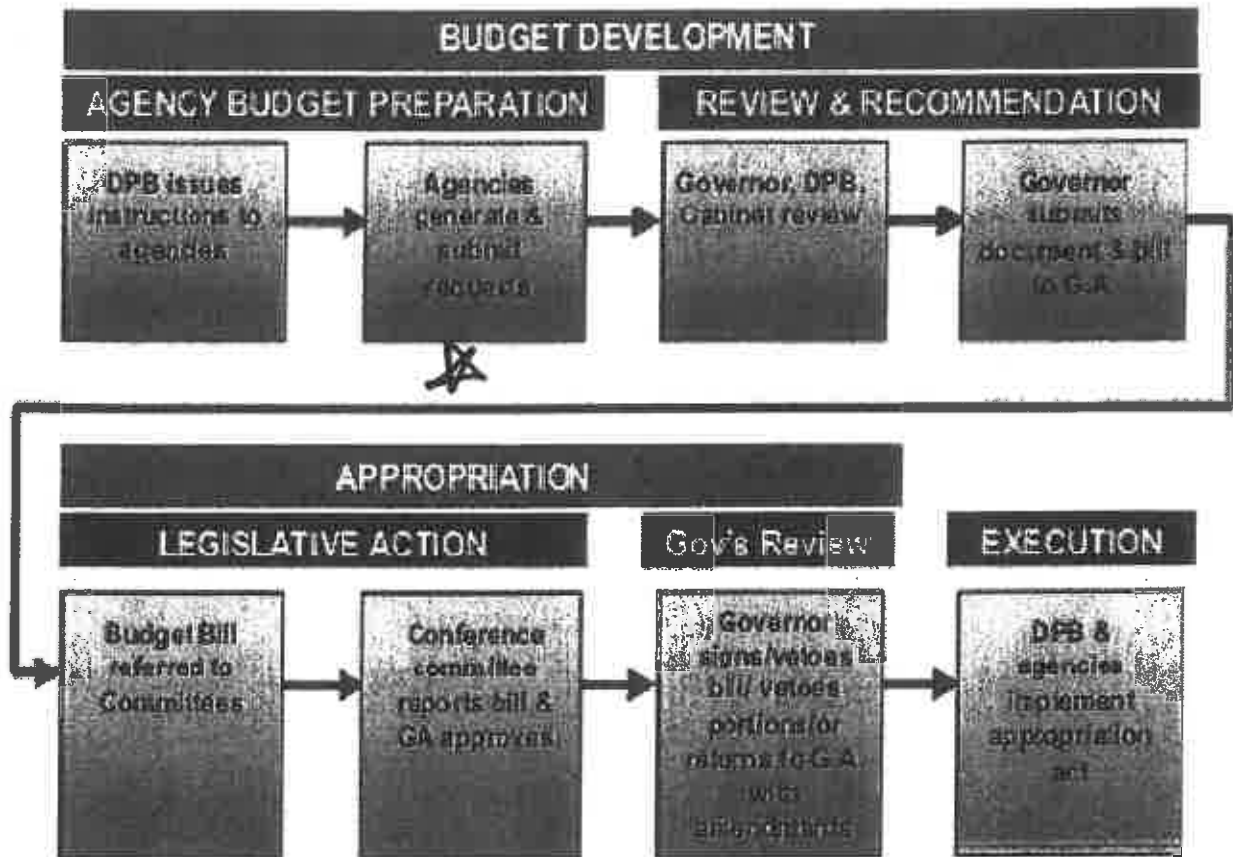 BUDGET DEVELOPMENT
AGENCY BUDGET PREPARATION
REVIEW & RECOMMENDATION
DPB issues
instructions to
agencies
Agencies
generate &
submit
requests
Governor, DPB,
Cabinet review
Governor
submits
document & bill
to G.A.
APPROPRIATION
LEGISLATIVE ACTION
Gov's Review
EXECUTION
Budget Bill
referred to
Committees
Conference
committee
reports bill &
GA approves
Governor
signs/vetoes
bill/ vetoes
portions/or
returns to G.A.
with
amendments
DPB &
agencies
implement
appropriation
act